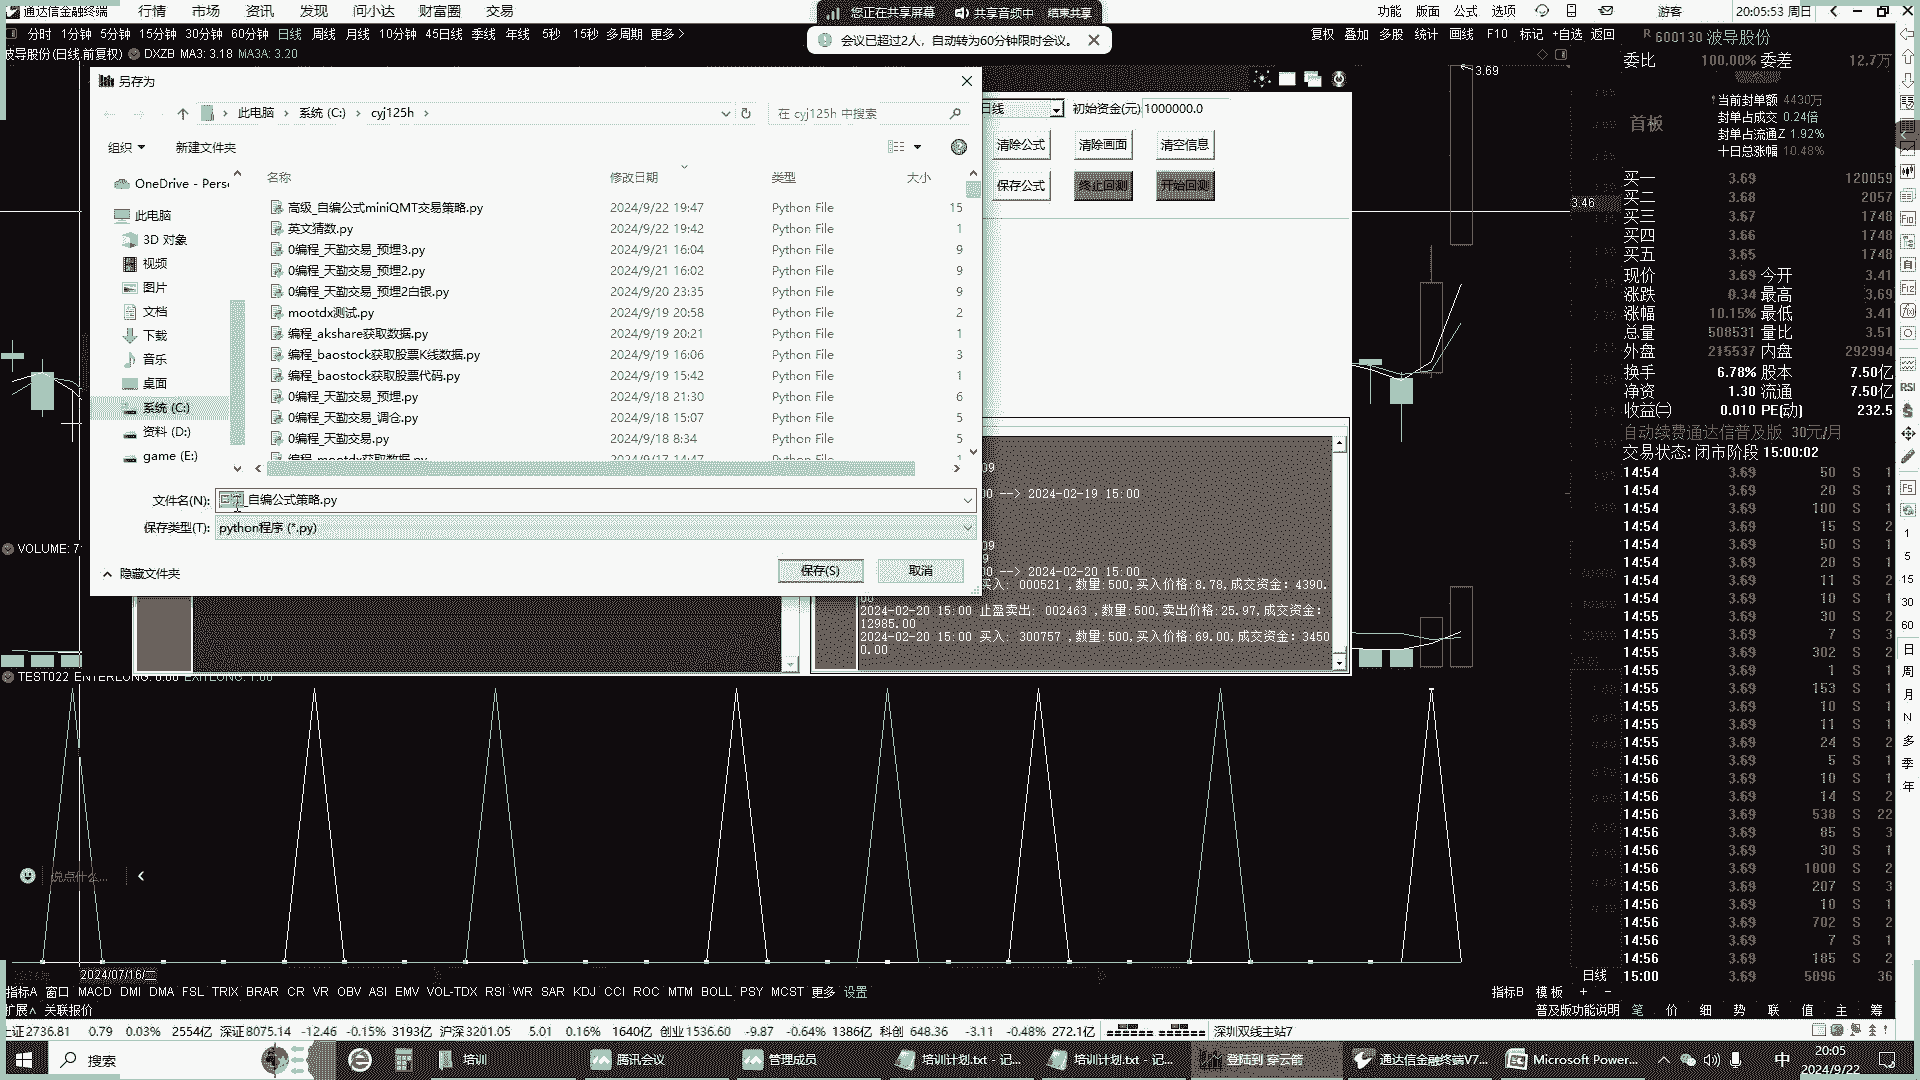 通达信金融终端 行情 市场 资讯 发现 问小达 财富圈 交易
您正在共享屏幕 共享音频中 结束共享
功能 版面 公式 选项 游客 20:05:53 周日
分时 1分钟 5分钟 15分钟 30分钟 60分钟 日线 周线 月线 10分钟 45日线 季线 年线 5秒 15秒 多周期 更多
会议已超过2人，自动转为60分钟限时会议。
复权 叠加 多股 统计 画线 F10 标记 +自选 返回
R 600130 波导股份
波导股份(日线.前复权) DXZB MA3: 3.18 MA3A: 3.20
另存为
此电脑 系统 (C:) cyj125h
在 cyj125h 中搜索
组织 新建文件夹
名称 修改日期 类型 大小
OneDrive - Pers
此电脑
3D 对象
视频
图片
文档
下载
音乐
桌面
系统 (C:)
资料 (D:)
game (E:)
高级_自编公式miniQMT交易策略.py 2024/9/22 19:47 Python File 15
英文猜数.py 2024/9/22 19:42 Python File 1
0编程_天勤交易_预埋3.py 2024/9/21 16:04 Python File 9
0编程_天勤交易_预埋2.py 2024/9/21 16:02 Python File 9
0编程_天勤交易_预埋2白银.py 2024/9/20 23:35 Python File 9
mootdx测试.py 2024/9/19 20:58 Python File 2
编程_akshare获取数据.py 2024/9/19 20:21 Python File 1
编程_baostock获取股票K线数据.py 2024/9/19 16:06 Python File 3
编程_baostock获取股票代码.py 2024/9/19 15:42 Python File 1
0编程_天勤交易_预埋.py 2024/9/18 21:30 Python File 6
0编程_天勤交易_调仓.py 2024/9/18 15:07 Python File 5
0编程_天勤交易.py 2024/9/18 8:34 Python File 5
编程_mootdx获取数据.py 2024/9/17 14:47 Python File 1
文件名(N): _自编公式策略.py
保存类型(T): python程序 (*.py)
隐藏文件夹 保存(S) 取消
日线 初始资金(元) 1000000.0
清除公式 清除画面 清空信息
保存公式 终止回测 开始回测
09
00 --> 2024-02-19 15:00
09
9
00 --> 2024-02-20 15:00
买入: 000521 ,数量:500,买入价格:8.78,成交资金: 4390.
00
2024-02-20 15:00 止盈卖出: 002463 ,数量:500,卖出价格:25.97,成交资金:
12985.00
2024-02-20 15:00 买入: 300757 ,数量:500,买入价格:69.00,成交资金:3450
0.00
3.69
3.46
委比 100.00% 委差 12.7万
首板
当前封单额 4430万
封单占成交 0.24倍
封单占流通Z 1.92%
十日总涨幅 10.48%
买一 3.69 120059
买二 3.68 2057
买三 3.67 1748
买四 3.66 1748
买五 3.65 1748
现价 3.69 今开 3.41
涨跌 0.34 最高 3.69
涨幅 10.15% 最低 3.41
总量 508531 量比 3.51
外盘 215537 内盘 292994
换手 6.78% 股本 7.50亿
净资 1.30 流通 7.50亿
收益㈡ 0.010 PE(动) 232.5
自动续费通达信普及版 30元/月
交易状态: 闭市阶段 15:00:02
14:54 3.69 50 S 1
14:54 3.69 20 S 1
14:54 3.69 100 S 1
14:54 3.69 15 S 2
14:54 3.69 50 S 1
14:54 3.69 20 S 1
14:54 3.69 11 S 2
14:54 3.69 10 S 1
14:55 3.69 30 S 2
14:55 3.69 7 S 3
14:55 3.69 302 S 2
14:55 3.69 1 S 1
14:55 3.69 153 S 1
14:55 3.69 10 S 1
14:55 3.69 11 S 1
14:55 3.69 24 S 2
14:56 3.69 5 S 1
14:56 3.69 10 S 1
14:56 3.69 14 S 2
14:56 3.69 538 S 22
14:56 3.69 85 S 3
14:56 3.69 30 S 1
14:56 3.69 1000 S 2
14:56 3.69 207 S 3
14:56 3.69 10 S 1
14:56 3.69 702 S 2
14:56 3.69 7 S 1
14:56 3.69 185 S 2
15:00 3.69 5096 36
RSI
F5
1
5
15
30
60
日
周
月
N
多
季
年
VOLUME: 7
TEST022 ENTERLONG: 0.00 EXITLONG: 1.00
说点什么...
2024/07/16/二
日线
指标A 窗口 MACD DMI DMA FSL TRIX BRAR CR VR OBV ASI EMV VOL-TDX RSI WR SAR KDJ CCI ROC MTM BOLL PSY MCST 更多 设置
指标B 模板 + −
扩展∧ 关联报价
普及版功能说明 笔 价 细 势 联 值 主 筹
上证2736.81 0.79 0.03% 2554亿 深证8075.14 -12.46 -0.15% 3193亿 沪深3201.05 5.01 0.16% 1640亿 创业1536.60 -9.87 -0.64% 1386亿 科创 648.36 -3.11 -0.48% 272.1亿 深圳双线主站7
搜索 培训 腾讯会议 管理成员 培训计划.txt - 记... 培训计划.txt - 记... 登陆到 穿云箭 通达信金融终端V7... Microsoft Power...
中 20:05
2024/9/22